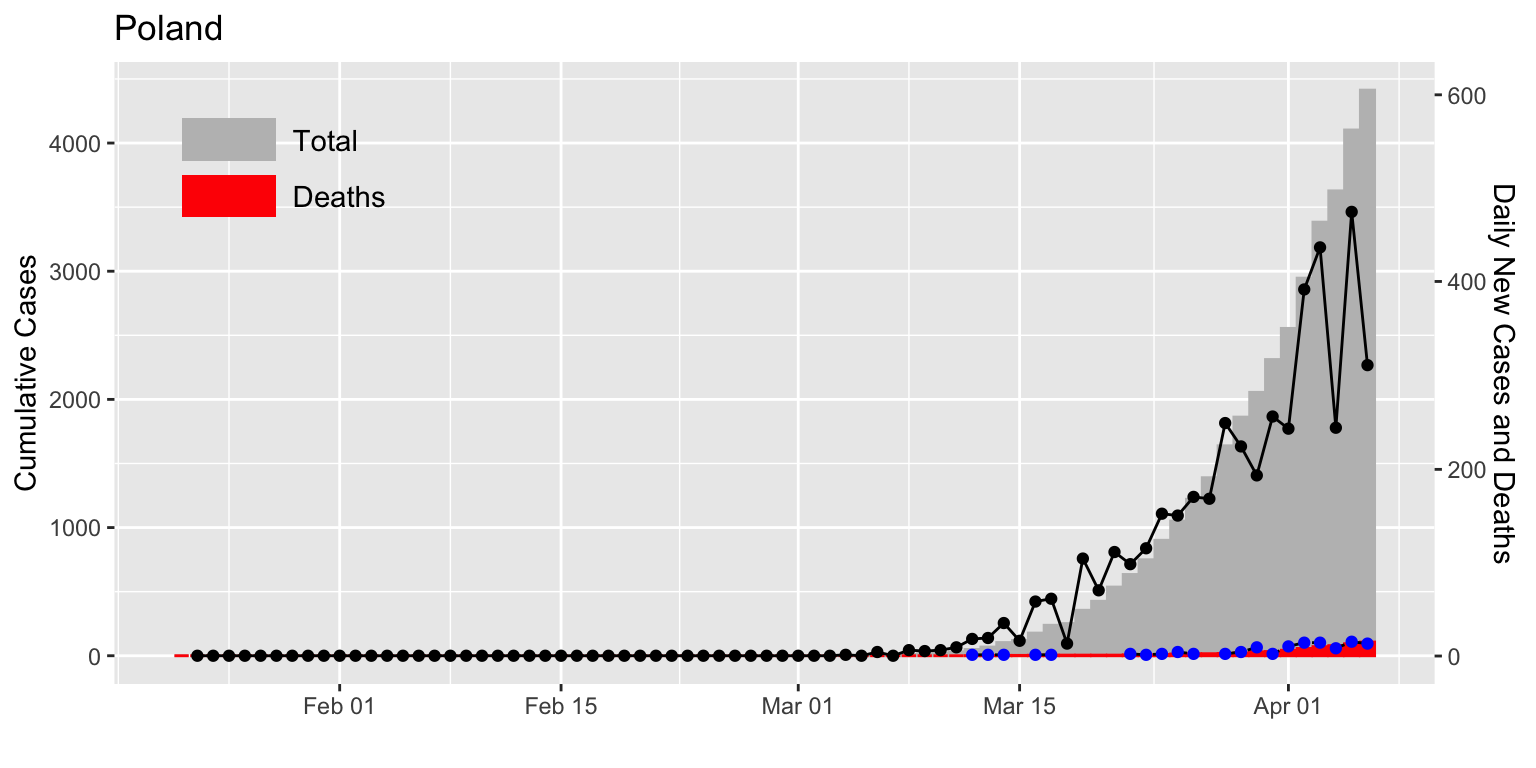 Poland
Total
Deaths
Cumulative Cases
4000
3000
2000
1000
0
600
400
200
0
Daily New Cases and Deaths
Feb 01
Feb 15
Mar 01
Mar 15
Apr 01